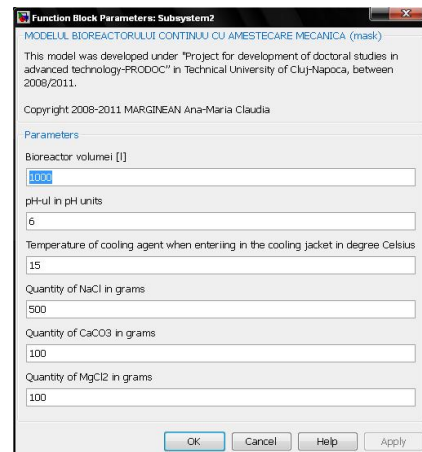 Function Block Parameters: Subsystem2
MODELUL BIOREACTORULUI CONTINUU CU AMESTECARE MECANICA (mask)
This model was developed under "Project for development of doctoral studies in
advanced technology-PRODOC" in Technical University of Cluj-Napoca, between
2008/2011.
Copyright 2008-2011 MARGINEAN Ana-Maria Claudia
Parameters
Bioreactor volumei [l]
1000
pH-ul in pH units
6
Temperature of cooling agent when enteriing in the cooling jacket in degree Celsius
15
Quantity of NaCl in grams
500
Quantity of CaCO3 in grams
100
Quantity of MgCl2 in grams
100
OK Cancel Help Apply